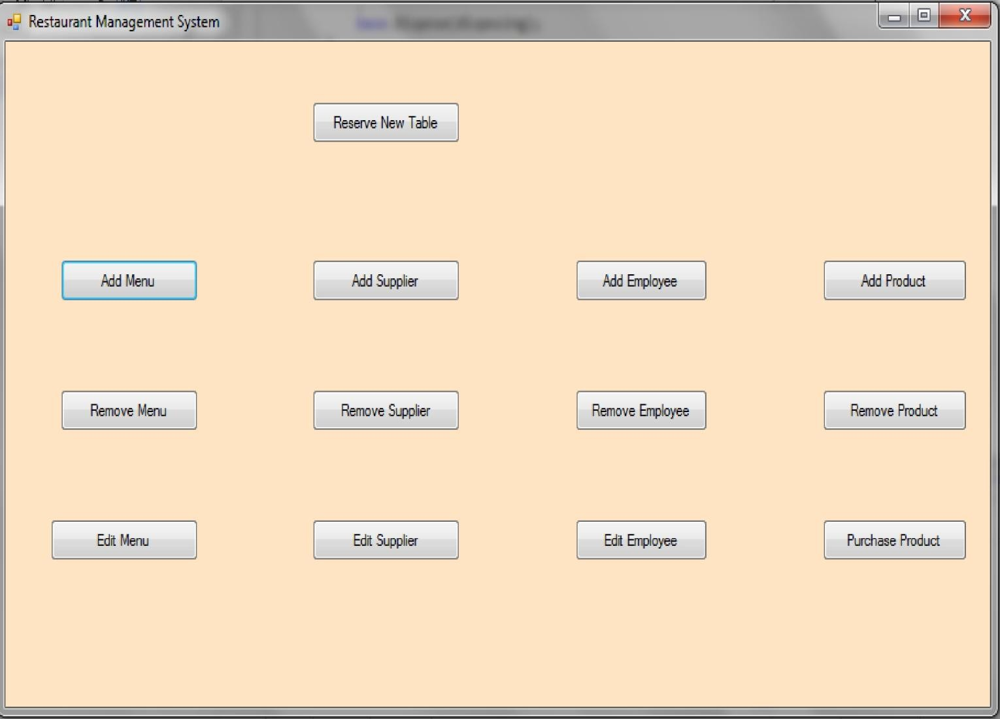 Restaurant Management System
Reserve New Table
Add Menu
Add Supplier
Add Employee
Add Product
Remove Menu
Remove Supplier
Remove Employee
Remove Product
Edit Menu
Edit Supplier
Edit Employee
Purchase Product